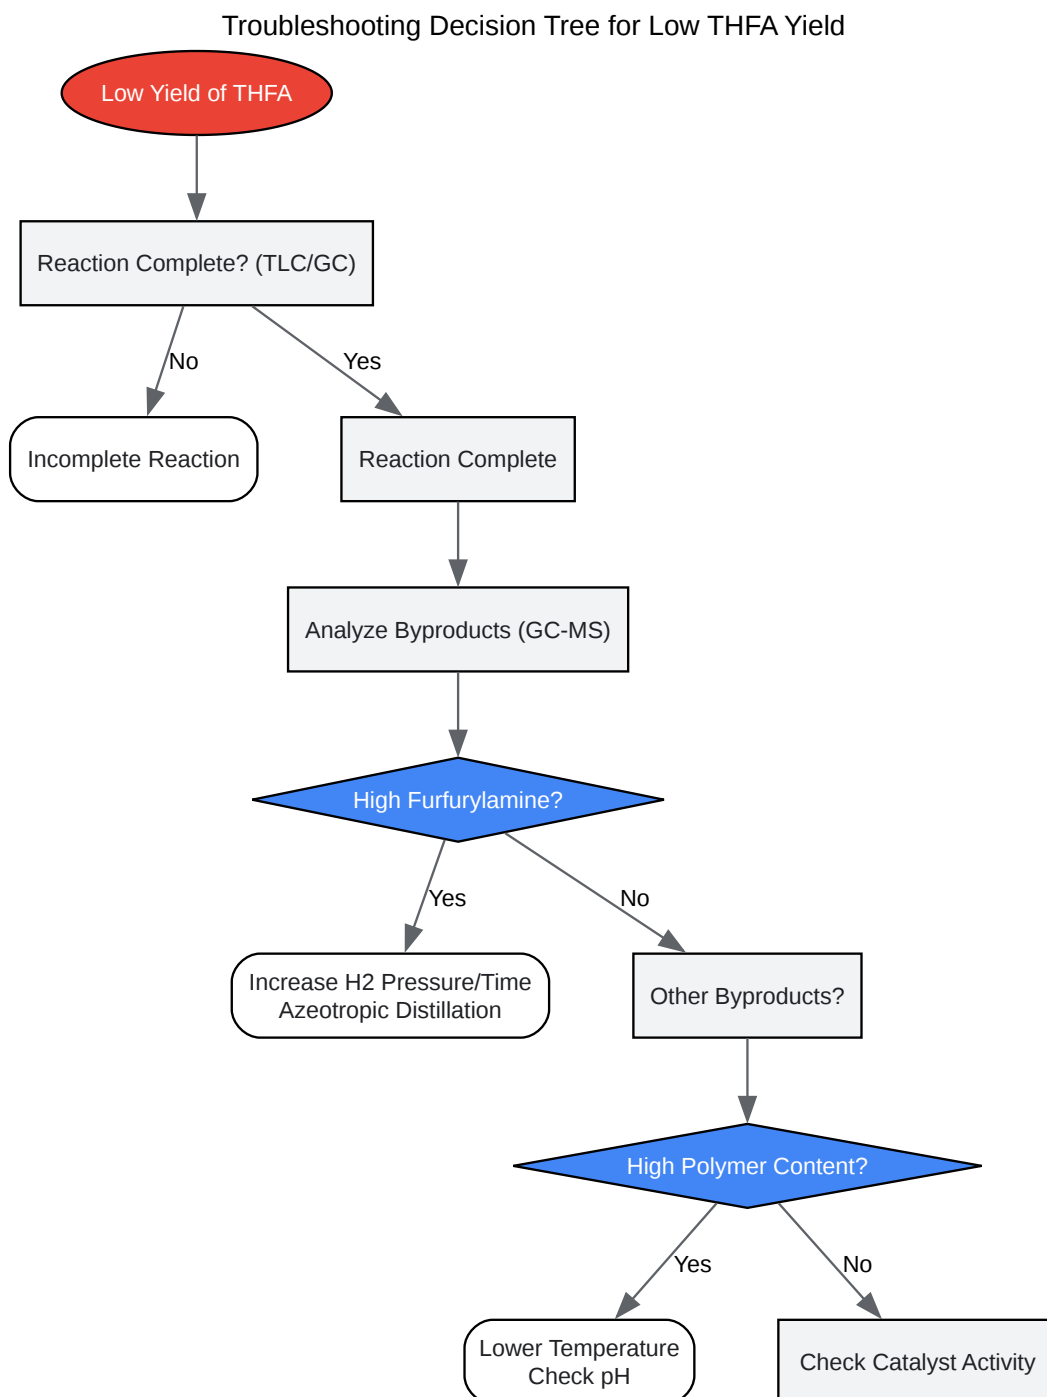 Troubleshooting Decision Tree for Low THFA Yield
Low Yield of THFA
Reaction Complete? (TLC/GC)
No
Yes
Incomplete Reaction
Reaction Complete
Analyze Byproducts (GC-MS)
High Furfurylamine?
Yes
No
Increase H2 Pressure/Time
Azeotropic Distillation
Other Byproducts?
High Polymer Content?
Yes
No
Lower Temperature
Check pH
Check Catalyst Activity